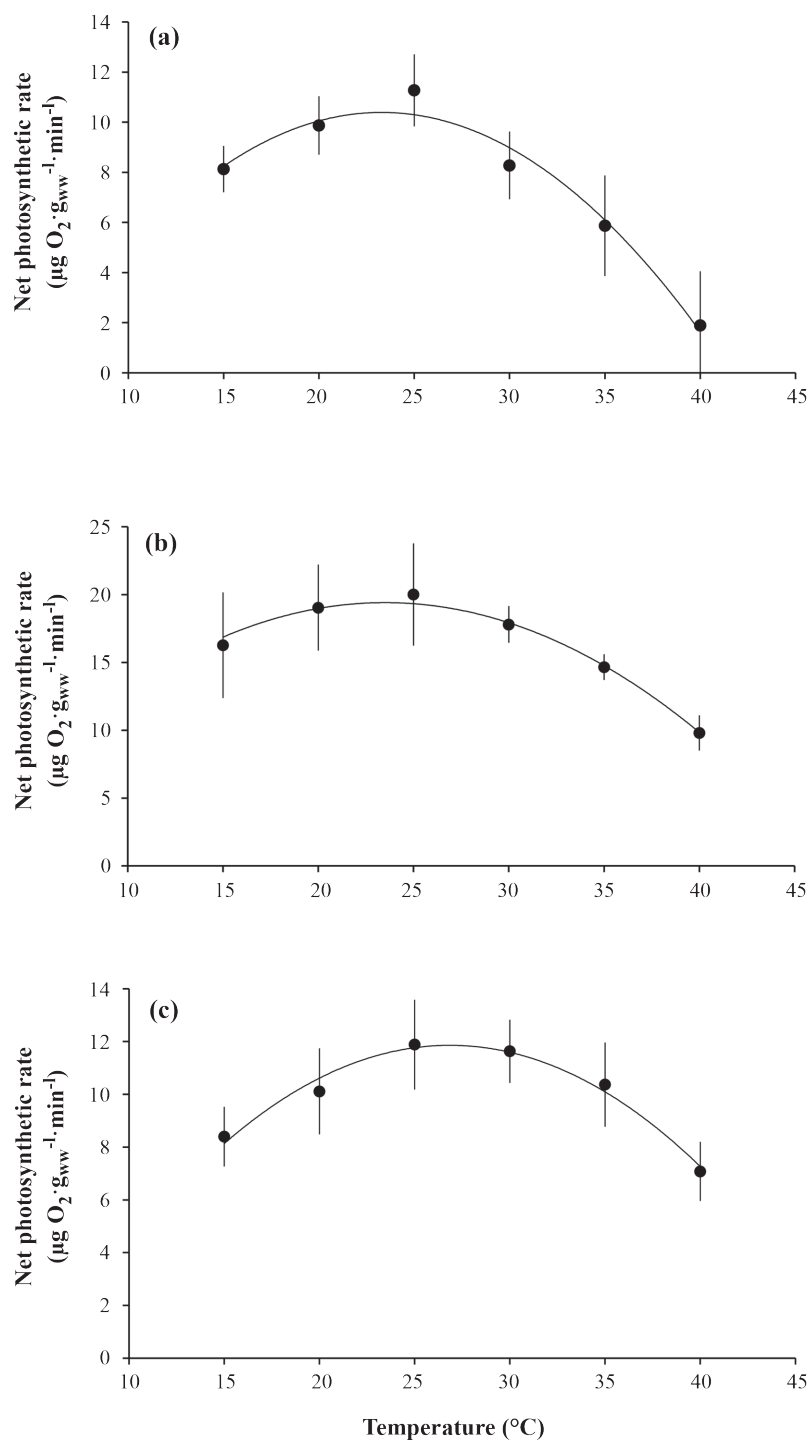 (a)
Net photosynthetic rate
(µg O₂·gww⁻¹·min⁻¹)
14
12
10
8
6
4
2
0
10 15 20 25 30 35 40 45
(b)
Net photosynthetic rate
(µg O₂·gww⁻¹·min⁻¹)
25
20
15
10
5
0
10 15 20 25 30 35 40 45
(c)
Net photosynthetic rate
(µg O₂·gww⁻¹·min⁻¹)
14
12
10
8
6
4
2
0
10 15 20 25 30 35 40 45
Temperature (°C)